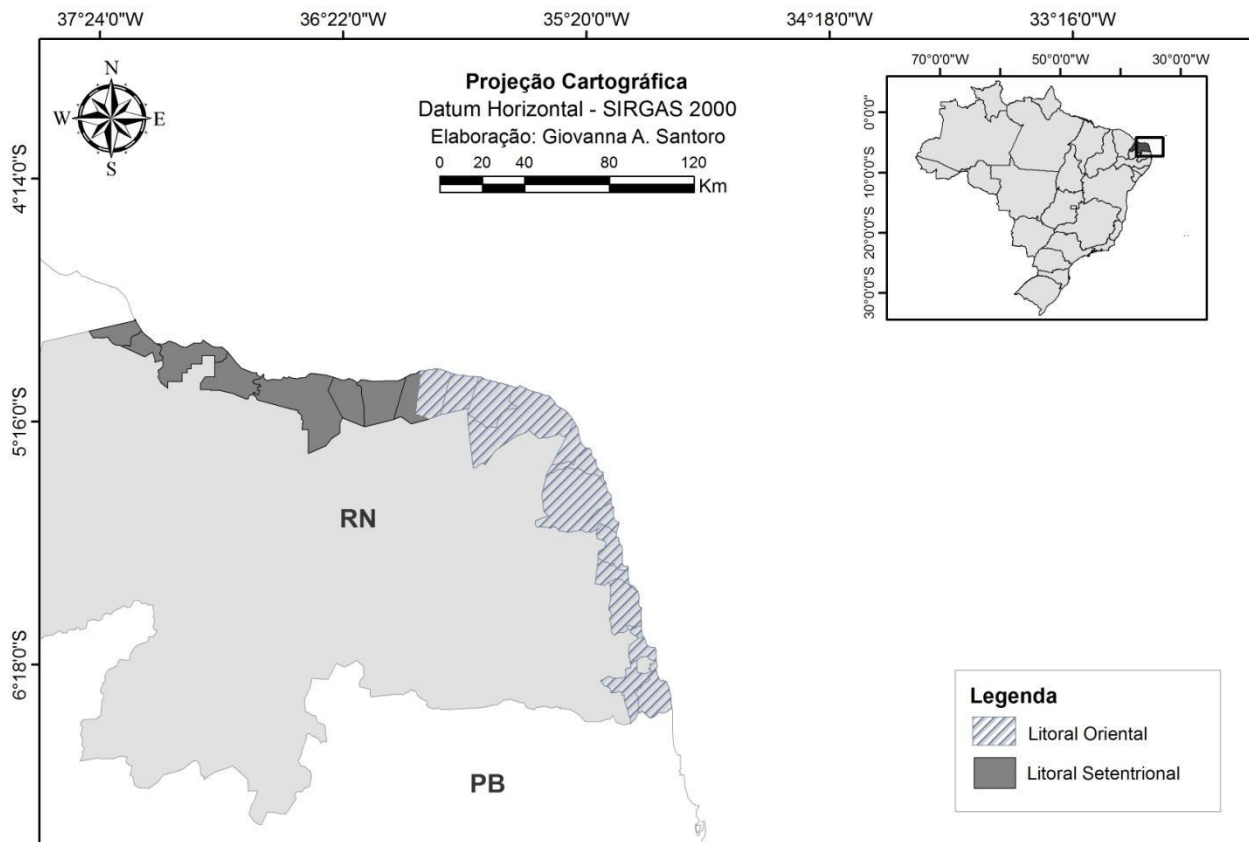 37°24'0"W 36°22'0"W 35°20'0"W 34°18'0"W 33°16'0"W
N
W E
S
Projeção Cartográfica
Datum Horizontal - SIRGAS 2000
Elaboração: Giovanna A. Santoro
0 20 40 80 120
Km
70°0'0"W 50°0'0"W 30°0'0"W
0°0'0"
10°0'0"S
20°0'0"S
30°0'0"S
4°14'0"S
5°16'0"S
6°18'0"S
RN
PB
Legenda
Litoral Oriental
Litoral Setentrional